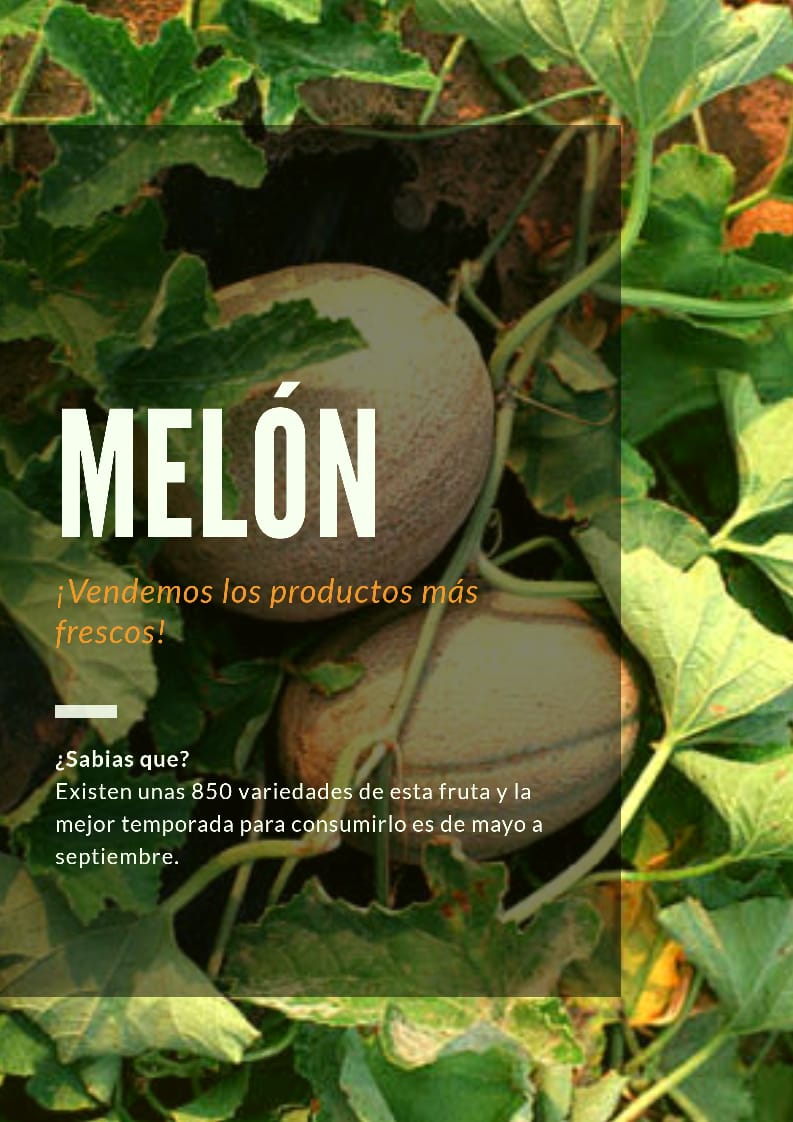 MELÓN
¡Vendemos los productos más
frescos!
¿Sabias que?
Existen unas 850 variedades de esta fruta y la
mejor temporada para consumirlo es de mayo a
septiembre.